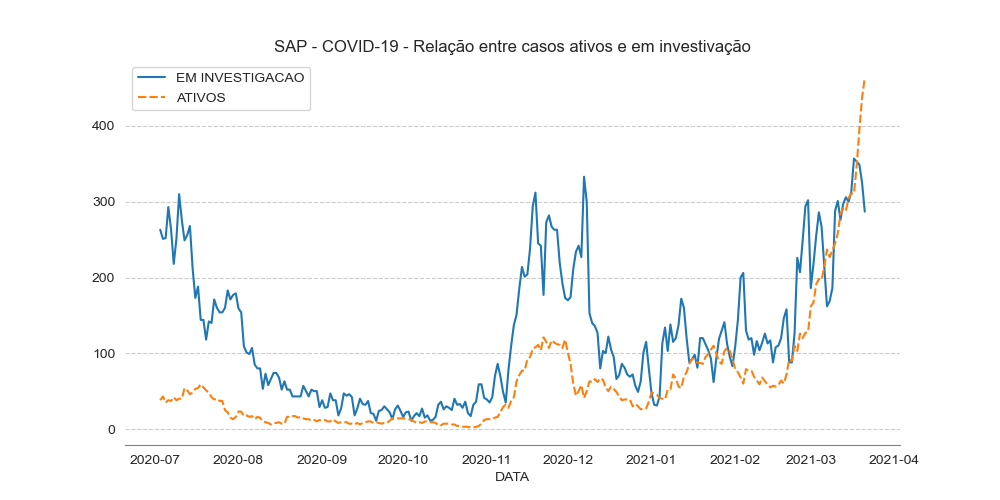 SAP - COVID-19 - Relação entre casos ativos e em investivação
EM INVESTIGACAO
ATIVOS
400
300
200
100
0
2020-07 2020-08 2020-09 2020-10 2020-11 2020-12 2021-01 2021-02 2021-03 2021-04
DATA